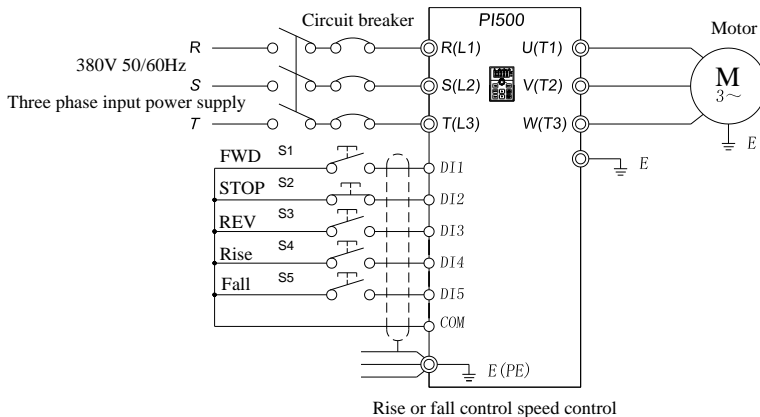 Circuit breaker
PI500
Motor
R
R(L1)
U(T1)
380V 50/60Hz
M
3~
S
S(L2)
V(T2)
Three phase input power supply
T
T(L3)
W(T3)
E
FWD
S1
DI1
E
STOP
S2
DI2
REV
S3
DI3
Rise
S4
DI4
Fall
S5
DI5
COM
E(PE)
Rise or fall control speed control